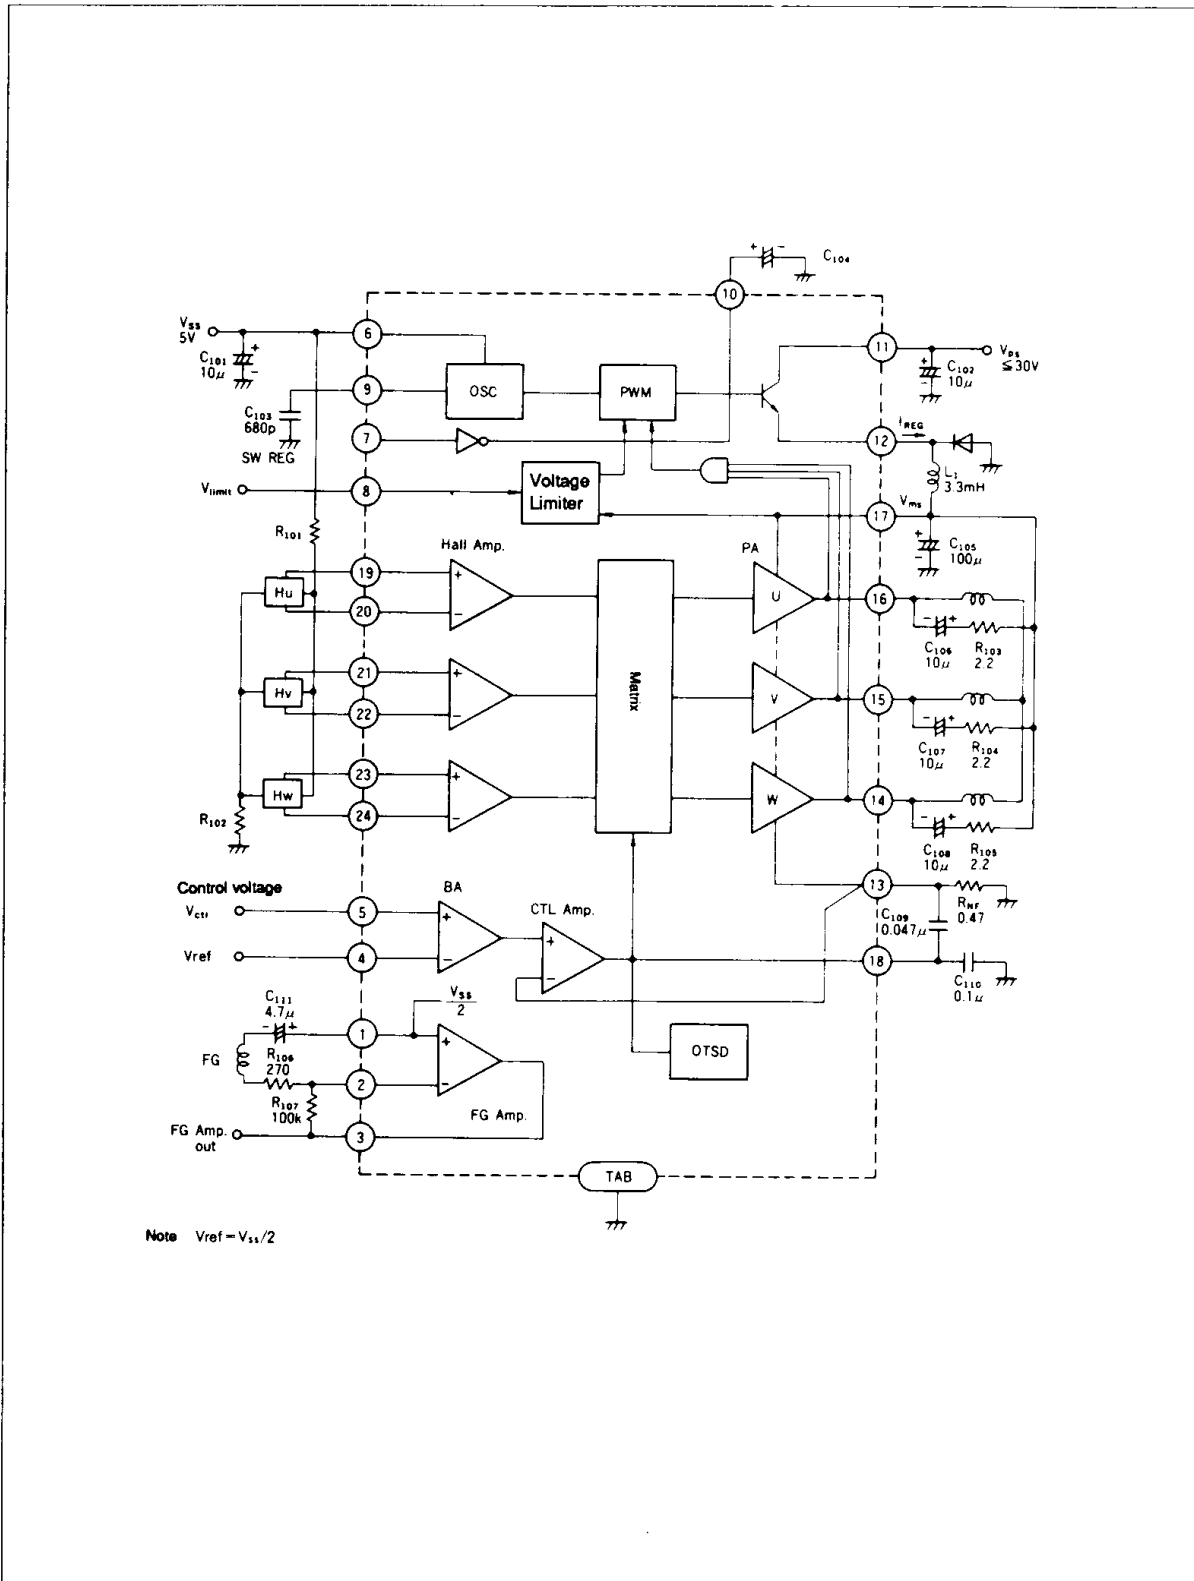 C104
10
Vss
5V
6
11
VPS
≦30V
C101
10μ
C102
10μ
9
OSC
PWM
C103
680p
7
12
IREG
SW REG
Vlimit
8
Voltage
Limiter
L1
3.3mH
17
Vms
R101
Hall Amp.
PA
C105
100μ
19
Hu
20
+
−
U
16
C106
10μ
R103
2.2
21
Hv
22
+
−
Matrix
V
15
C107
10μ
R104
2.2
23
Hw
24
+
−
W
14
R102
C108
10μ
R105
2.2
Control voltage
Vctl
5
BA
CTL Amp.
13
RNF
0.47
C109
0.047μ
Vref
4
18
C110
0.1μ
C111
4.7μ
Vss
2
1
FG
R106
270
2
OTSD
R107
100k
FG Amp.
FG Amp.
out
3
TAB
Note Vref=Vss/2